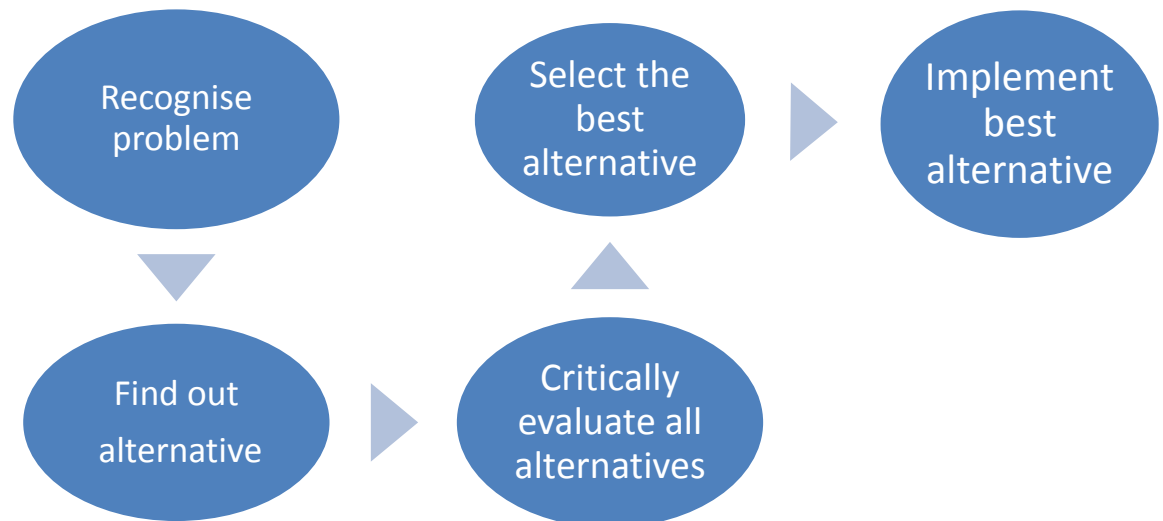 Recognise
problem
Find out
alternative
Critically
evaluate all
alternatives
Select the
best
alternative
Implement
best
alternative